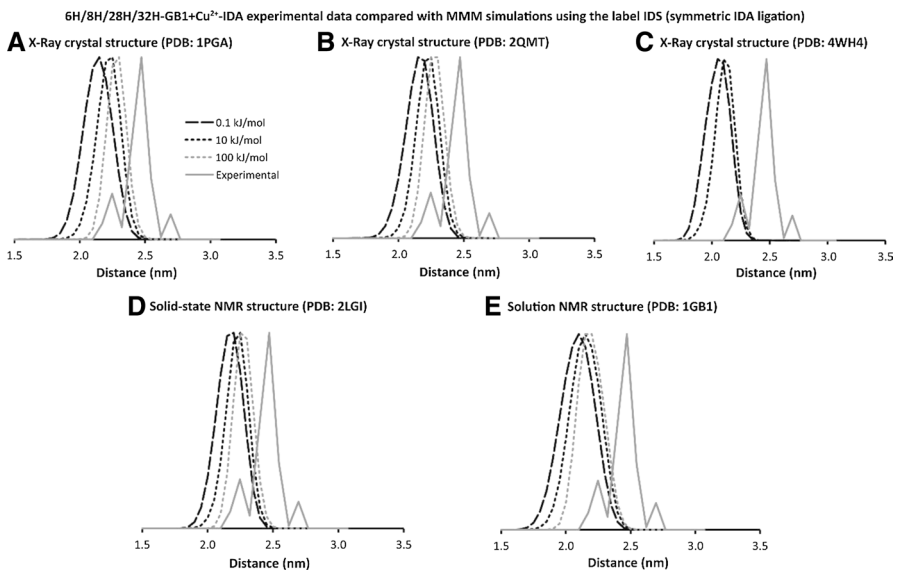 6H/8H/28H/32H-GB1+Cu²⁺-IDA experimental data compared with MMM simulations using the label IDS (symmetric IDA ligation)
A X-Ray crystal structure (PDB: 1PGA)
B X-Ray crystal structure (PDB: 2QMT)
C X-Ray crystal structure (PDB: 4WH4)
0.1 kJ/mol
10 kJ/mol
100 kJ/mol
Experimental
1.5 2.0 2.5 3.0 3.5
1.5 2.0 2.5 3.0 3.5
1.5 2.0 2.5 3.0 3.5
Distance (nm)
Distance (nm)
Distance (nm)
D Solid-state NMR structure (PDB: 2LGI)
E Solution NMR structure (PDB: 1GB1)
1.5 2.0 2.5 3.0 3.5
1.5 2.0 2.5 3.0 3.5
Distance (nm)
Distance (nm)